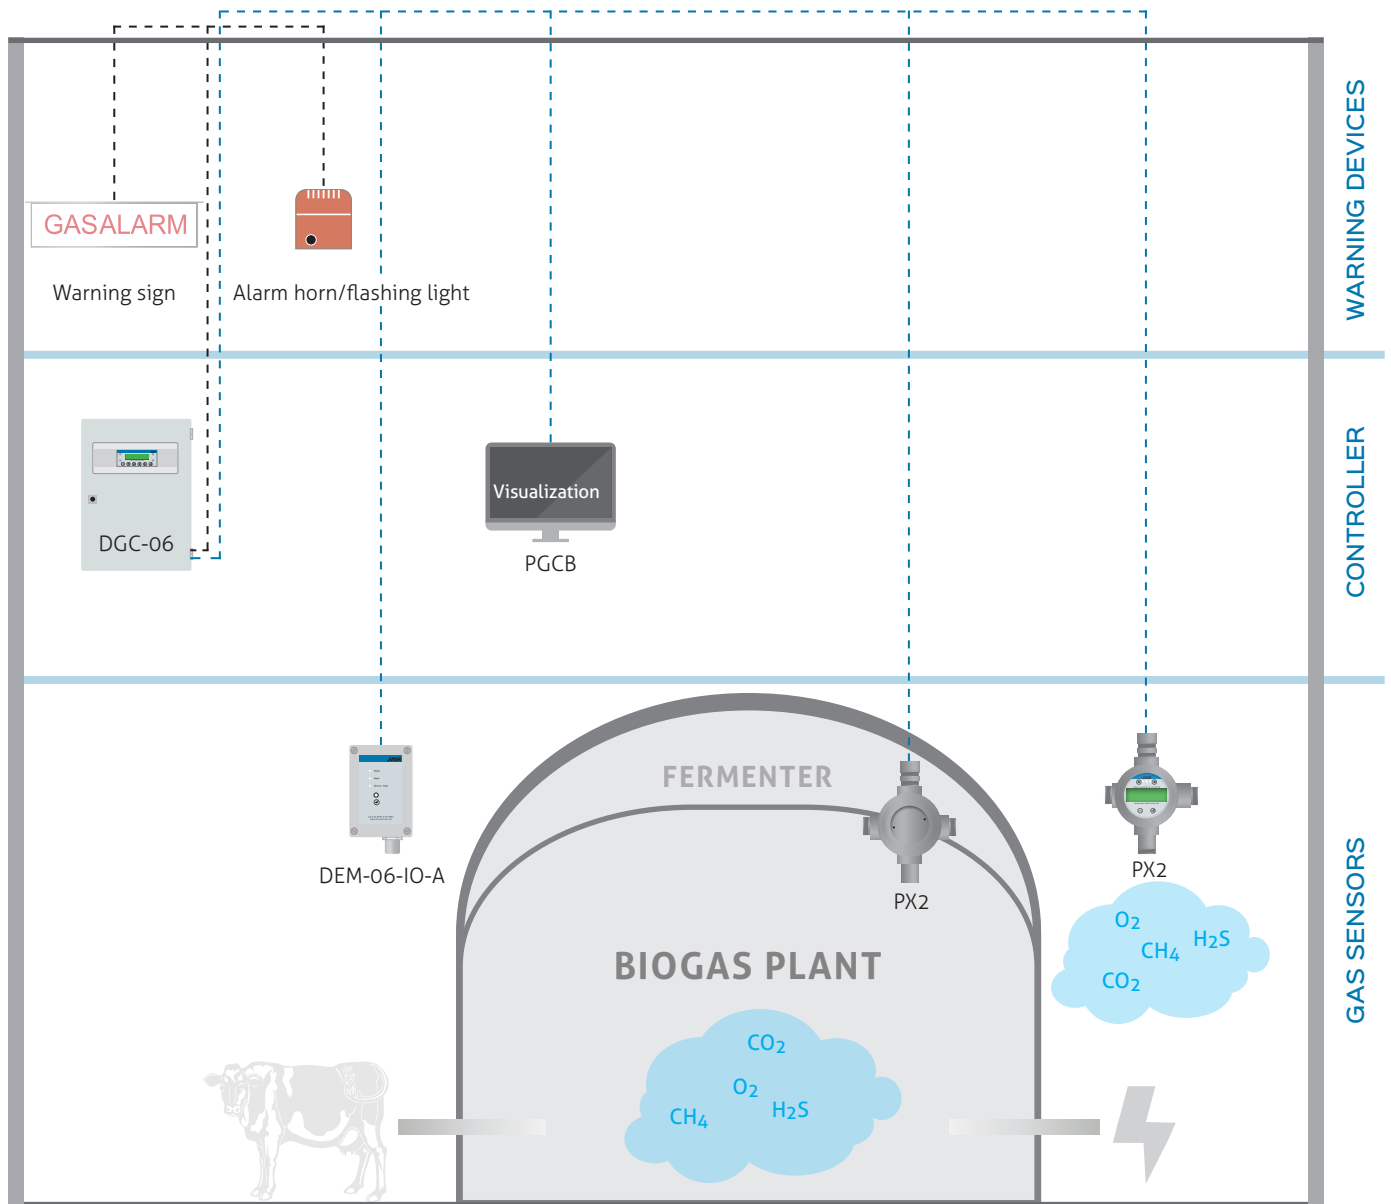 WARNING DEVICES
GASALARM
Warning sign
Alarm horn/flashing light
CONTROLLER
DGC-06
Visualization
PGCB
GAS SENSORS
FERMENTER
DEM-06-IO-A
PX2
PX2
O2
CH4
H2S
CO2
BIOGAS PLANT
CO2
O2
CH4
H2S